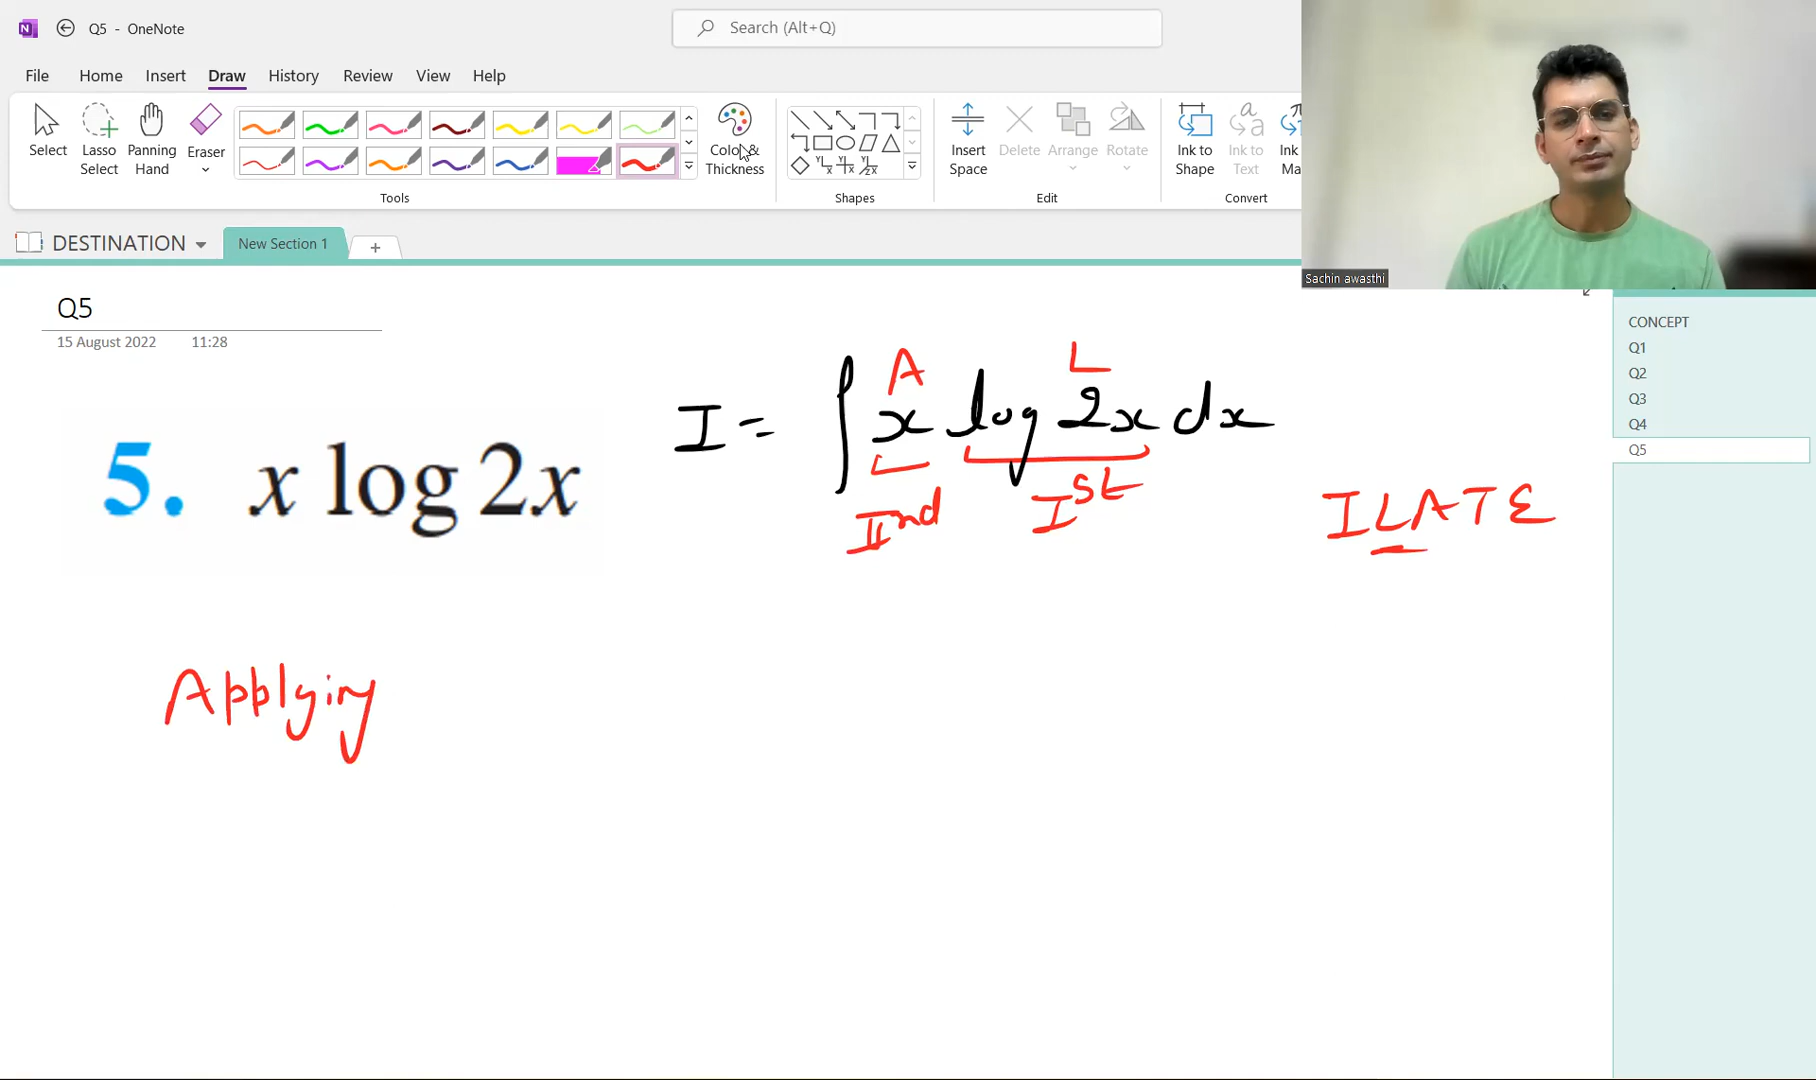 Q5 - OneNote
Search (Alt+Q)
File Home Insert Draw History Review View Help
Select
Lasso Select
Panning Hand
Eraser
Color & Thickness
Insert Space
Delete
Arrange
Rotate
Ink to Shape
Ink to Text
Ink
Tools
Shapes
Edit
Convert
Sachin awasthi
DESTINATION
New Section 1
+
Q5
15 August 2022 11:28
CONCEPT
Q1
Q2
Q3
Q4
Q5
5. x log 2x
A L
I = ∫ x log 2x dx
IInd Ist
ILATE
Applying